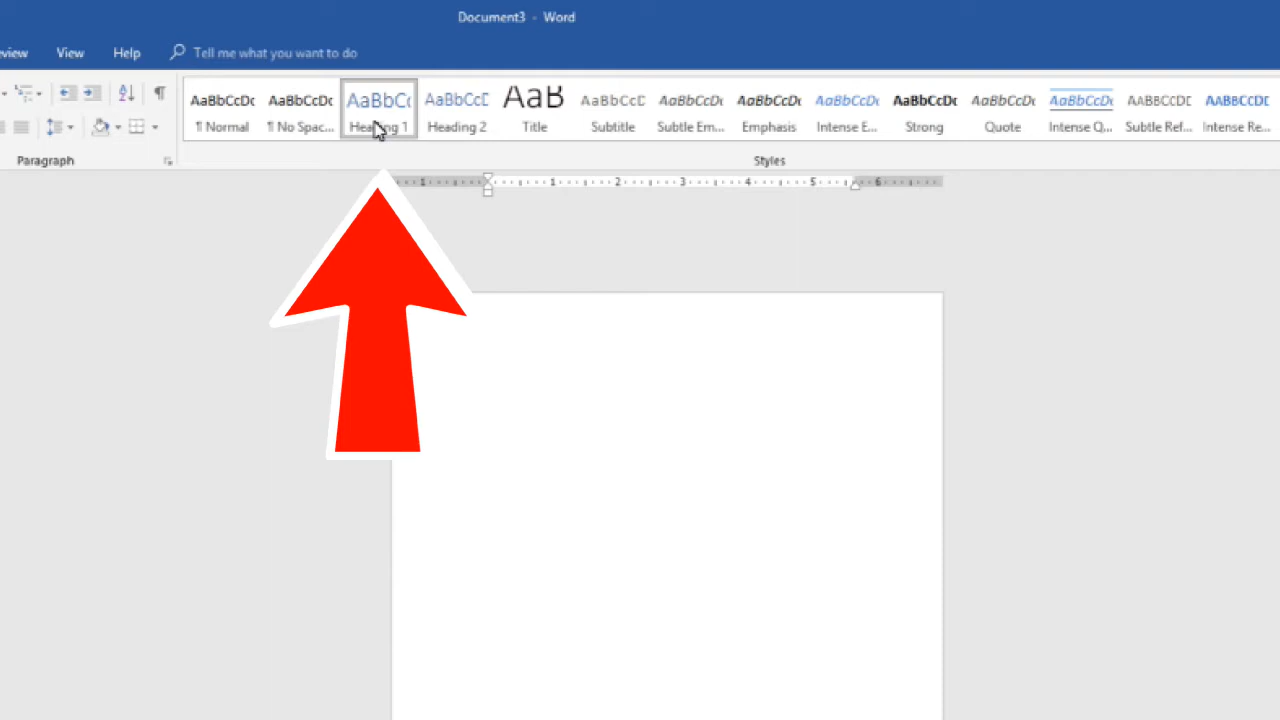 Document3 - Word
eview View Help Tell me what you want to do
AaBbCcDc AaBbCcDc AaBbCc AaBbCcD AaB AaBbCcD AaBbCcDc AaBbCcDc AaBbCcDc AaBbCcDc AaBbCcDc AaBbCcDc AABBCCDD AABBCCDD
¶ Normal ¶ No Spac... Heading 1 Heading 2 Title Subtitle Subtle Em... Emphasis Intense E... Strong Quote Intense Q... Subtle Ref... Intense Re
Paragraph Styles
1 1 2 3 4 5 6